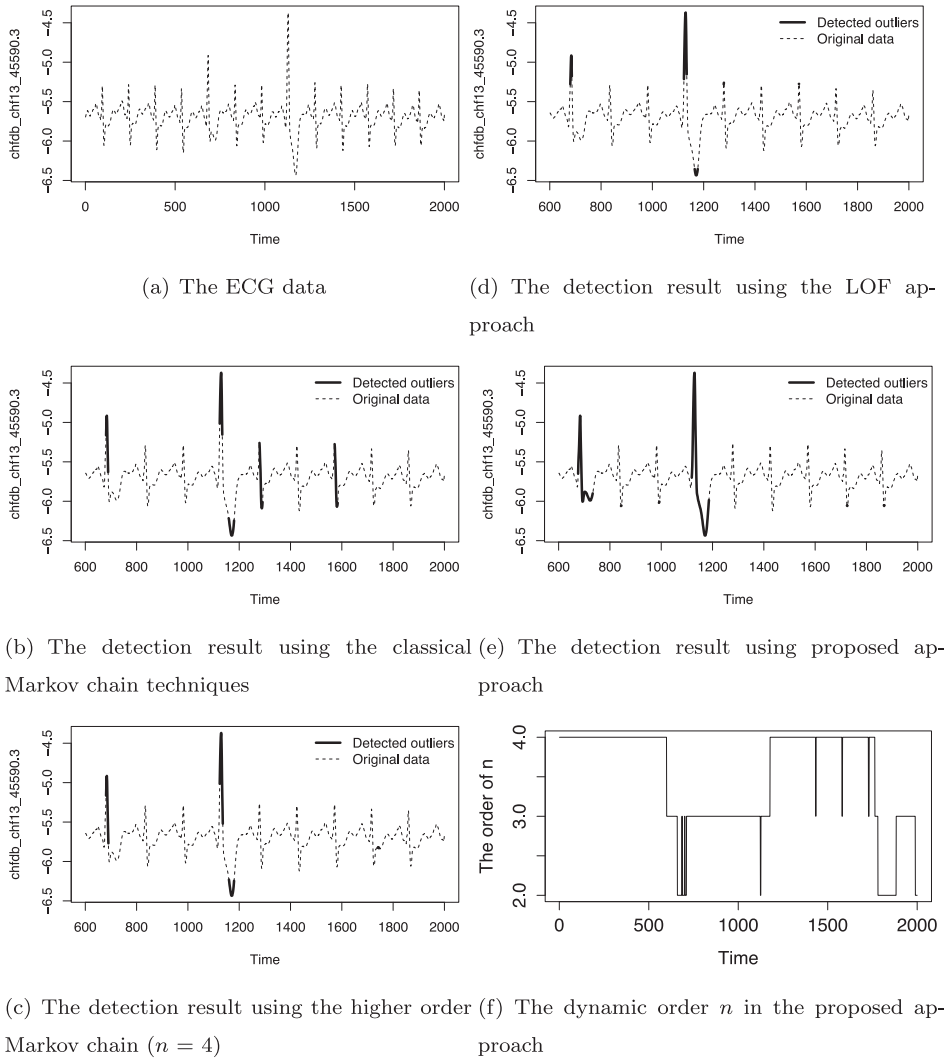 chfdb_chf13_45590.3
−4.5
−5.0
−5.5
−6.0
−6.5
0
500
1000
1500
2000
Time
(a) The ECG data
chfdb_chf13_45590.3
−4.5
−5.0
−5.5
−6.0
−6.5
Detected outliers
Original data
600
800
1000
1200
1400
1600
1800
2000
Time
(d) The detection result using the LOF ap-
proach
chfdb_chf13_45590.3
−4.5
−5.0
−5.5
−6.0
−6.5
Detected outliers
Original data
600
800
1000
1200
1400
1600
1800
2000
Time
(b) The detection result using the classical
Markov chain techniques
chfdb_chf13_45590.3
−4.5
−5.0
−5.5
−6.0
−6.5
Detected outliers
Original data
600
800
1000
1200
1400
1600
1800
2000
Time
(e) The detection result using proposed ap-
proach
chfdb_chf13_45590.3
−4.5
−5.0
−5.5
−6.0
−6.5
Detected outliers
Original data
600
800
1000
1200
1400
1600
1800
2000
Time
(c) The detection result using the higher order
Markov chain (n = 4)
The order of n
4.0
3.0
2.0
0
500
1000
1500
2000
Time
(f) The dynamic order n in the proposed ap-
proach